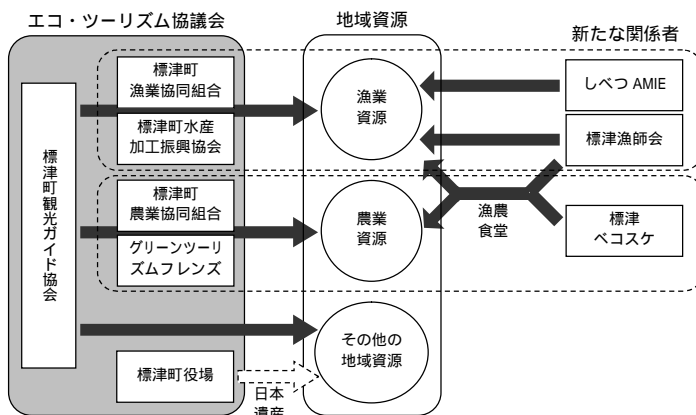 エコ・ツーリズム協議会
地域資源
新たな関係者
標津町観光ガイド協会
標津町
漁業協同組合
標津町水産
加工振興協会
標津町
農業協同組合
グリーンツーリ
ズムフレンズ
標津町役場
漁業
資源
農業
資源
その他の
地域資源
日本
遺産
しべつ AMIE
標津漁師会
標津
ベコスケ
漁農
食堂